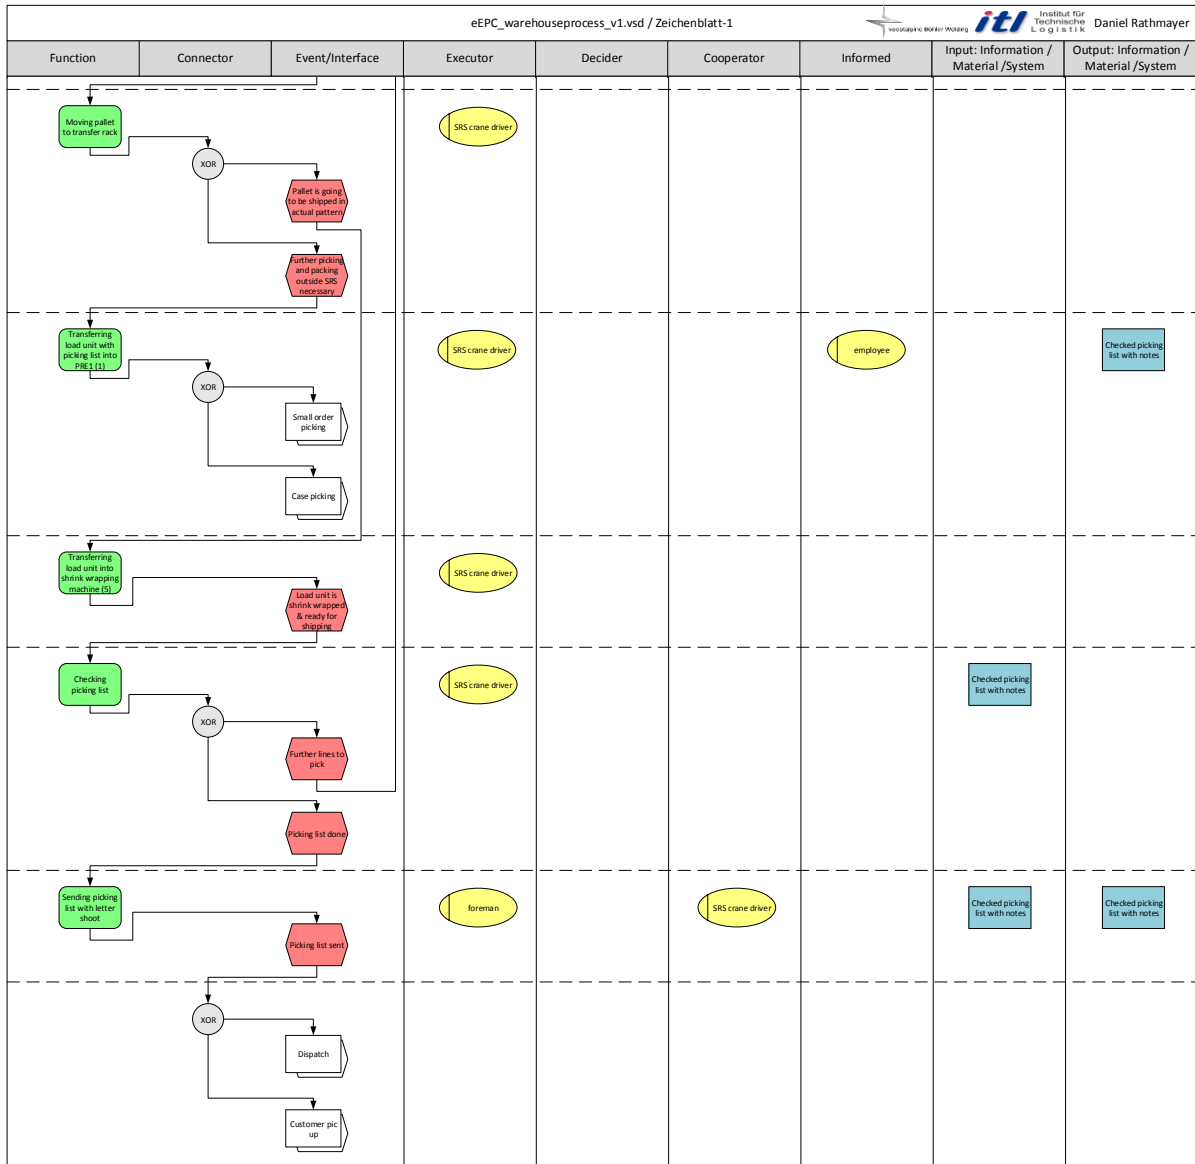 eEPC_warehouseprocess_v1.vsd / Zeichenblatt-1
voestalpine Böhler Welding
itl
Institut für
Technische
Logistik
Daniel Rathmayer
Function
Connector
Event/Interface
Executor
Decider
Cooperator
Informed
Input: Information /
Material /System
Output: Information /
Material /System
Moving pallet
to transfer rack
SRS crane driver
XOR
Pallet is going
to be shipped in
actual pattern
Further picking
and packing
outside SRS
necessary
Transferring
load unit with
picking list into
PRE1 (1)
SRS crane driver
employee
Checked picking
list with notes
XOR
Small order
picking
Case picking
Transferring
load unit into
shrink wrapping
machine (5)
SRS crane driver
Load unit is
shrink wrapped
& ready for
shipping
Checking
picking list
SRS crane driver
Checked picking
list with notes
XOR
Further lines to
pick
Picking list done
Sending picking
list with letter
shoot
foreman
SRS crane driver
Checked picking
list with notes
Checked picking
list with notes
Picking list sent
XOR
Dispatch
Customer pic
up